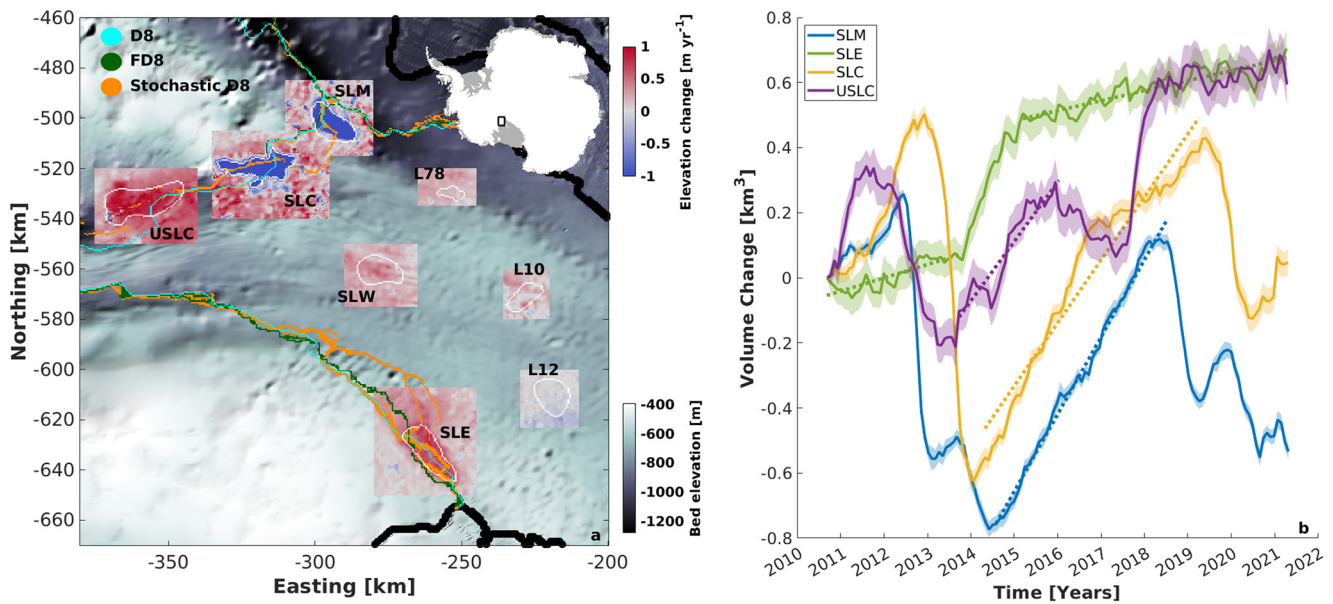 -460
-480
-500
-520
-540
-560
-580
-600
-620
-640
-660
Northing [km]
D8
FD8
Stochastic D8
SLM
SLC
USLC
L78
SLW
L10
L12
SLE
a
-350
-300
-250
-200
Easting [km]
1
0.5
0
-0.5
-1
Elevation change [m yr-1]
-400
-600
-800
-1000
-1200
Bed elevation [m]
0.8
0.6
0.4
0.2
0
-0.2
-0.4
-0.6
-0.8
Volume Change [km3]
SLM
SLE
SLC
USLC
b
2010
2011
2012
2013
2014
2015
2016
2017
2018
2019
2020
2021
2022
Time [Years]